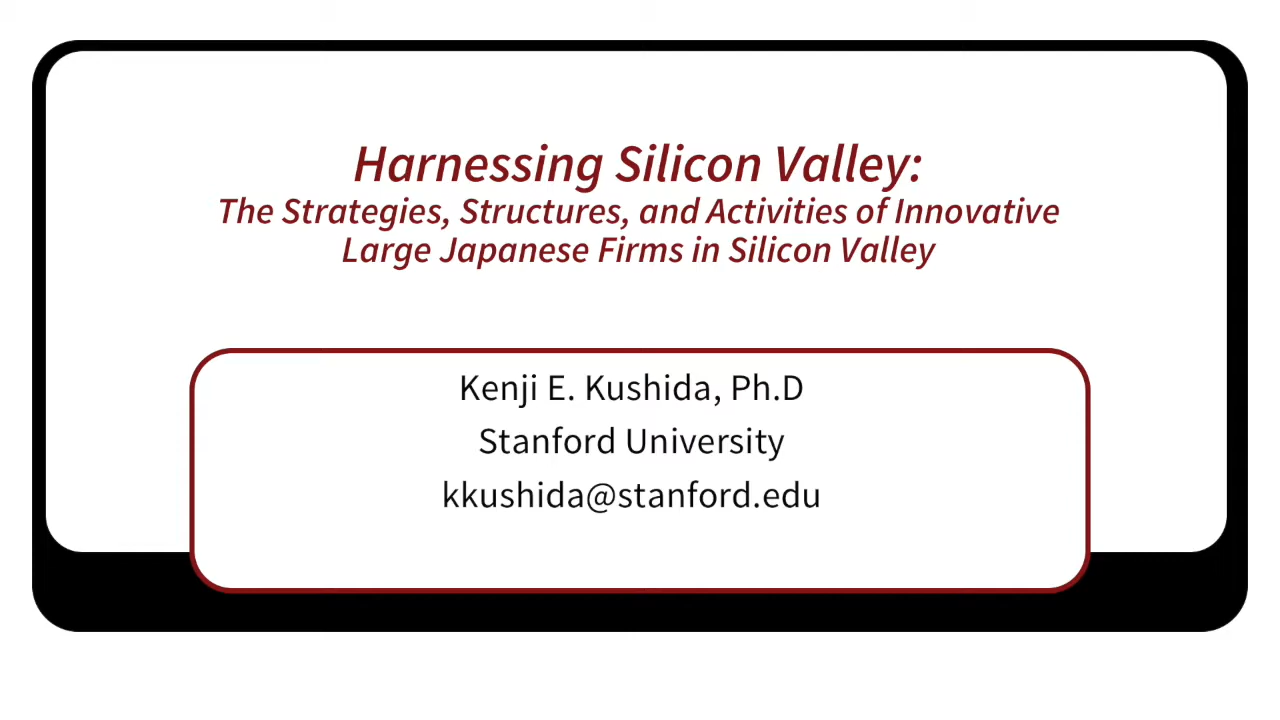 Harnessing Silicon Valley:
The Strategies, Structures, and Activities of Innovative
Large Japanese Firms in Silicon Valley
Kenji E. Kushida, Ph.D
Stanford University
kkushida@stanford.edu